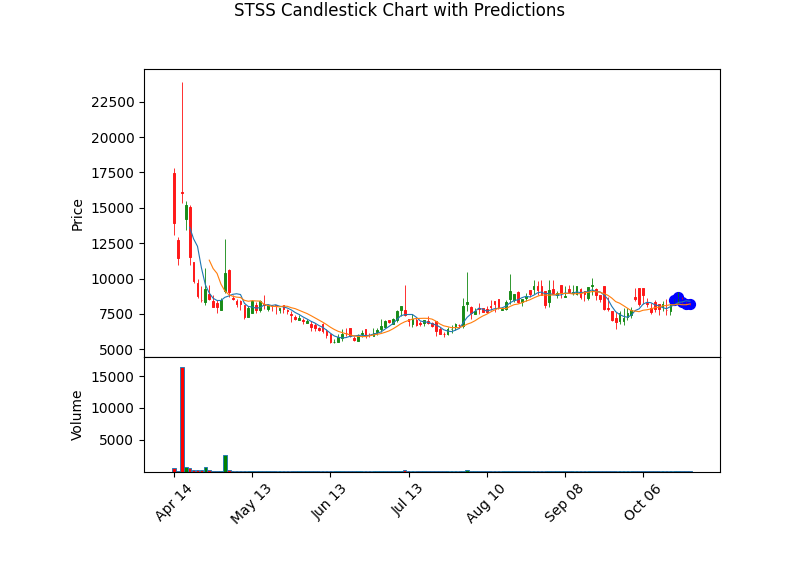 STSS Candlestick Chart with Predictions
22500
20000
17500
15000
12500
10000
7500
5000
Price
15000
10000
5000
Volume
Apr 14
May 13
Jun 13
Jul 13
Aug 10
Sep 08
Oct 06